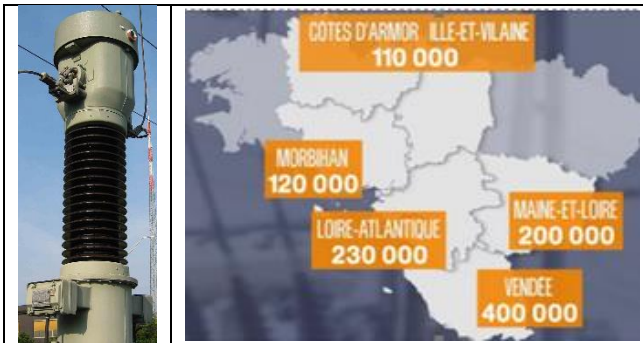 CÔTES D'ARMOR ILLE-ET-VILAINE
110 000
MORBIHAN
120 000
LOIRE-ATLANTIQUE
230 000
MAINE-ET-LOIRE
200 000
VENDÉE
400 000